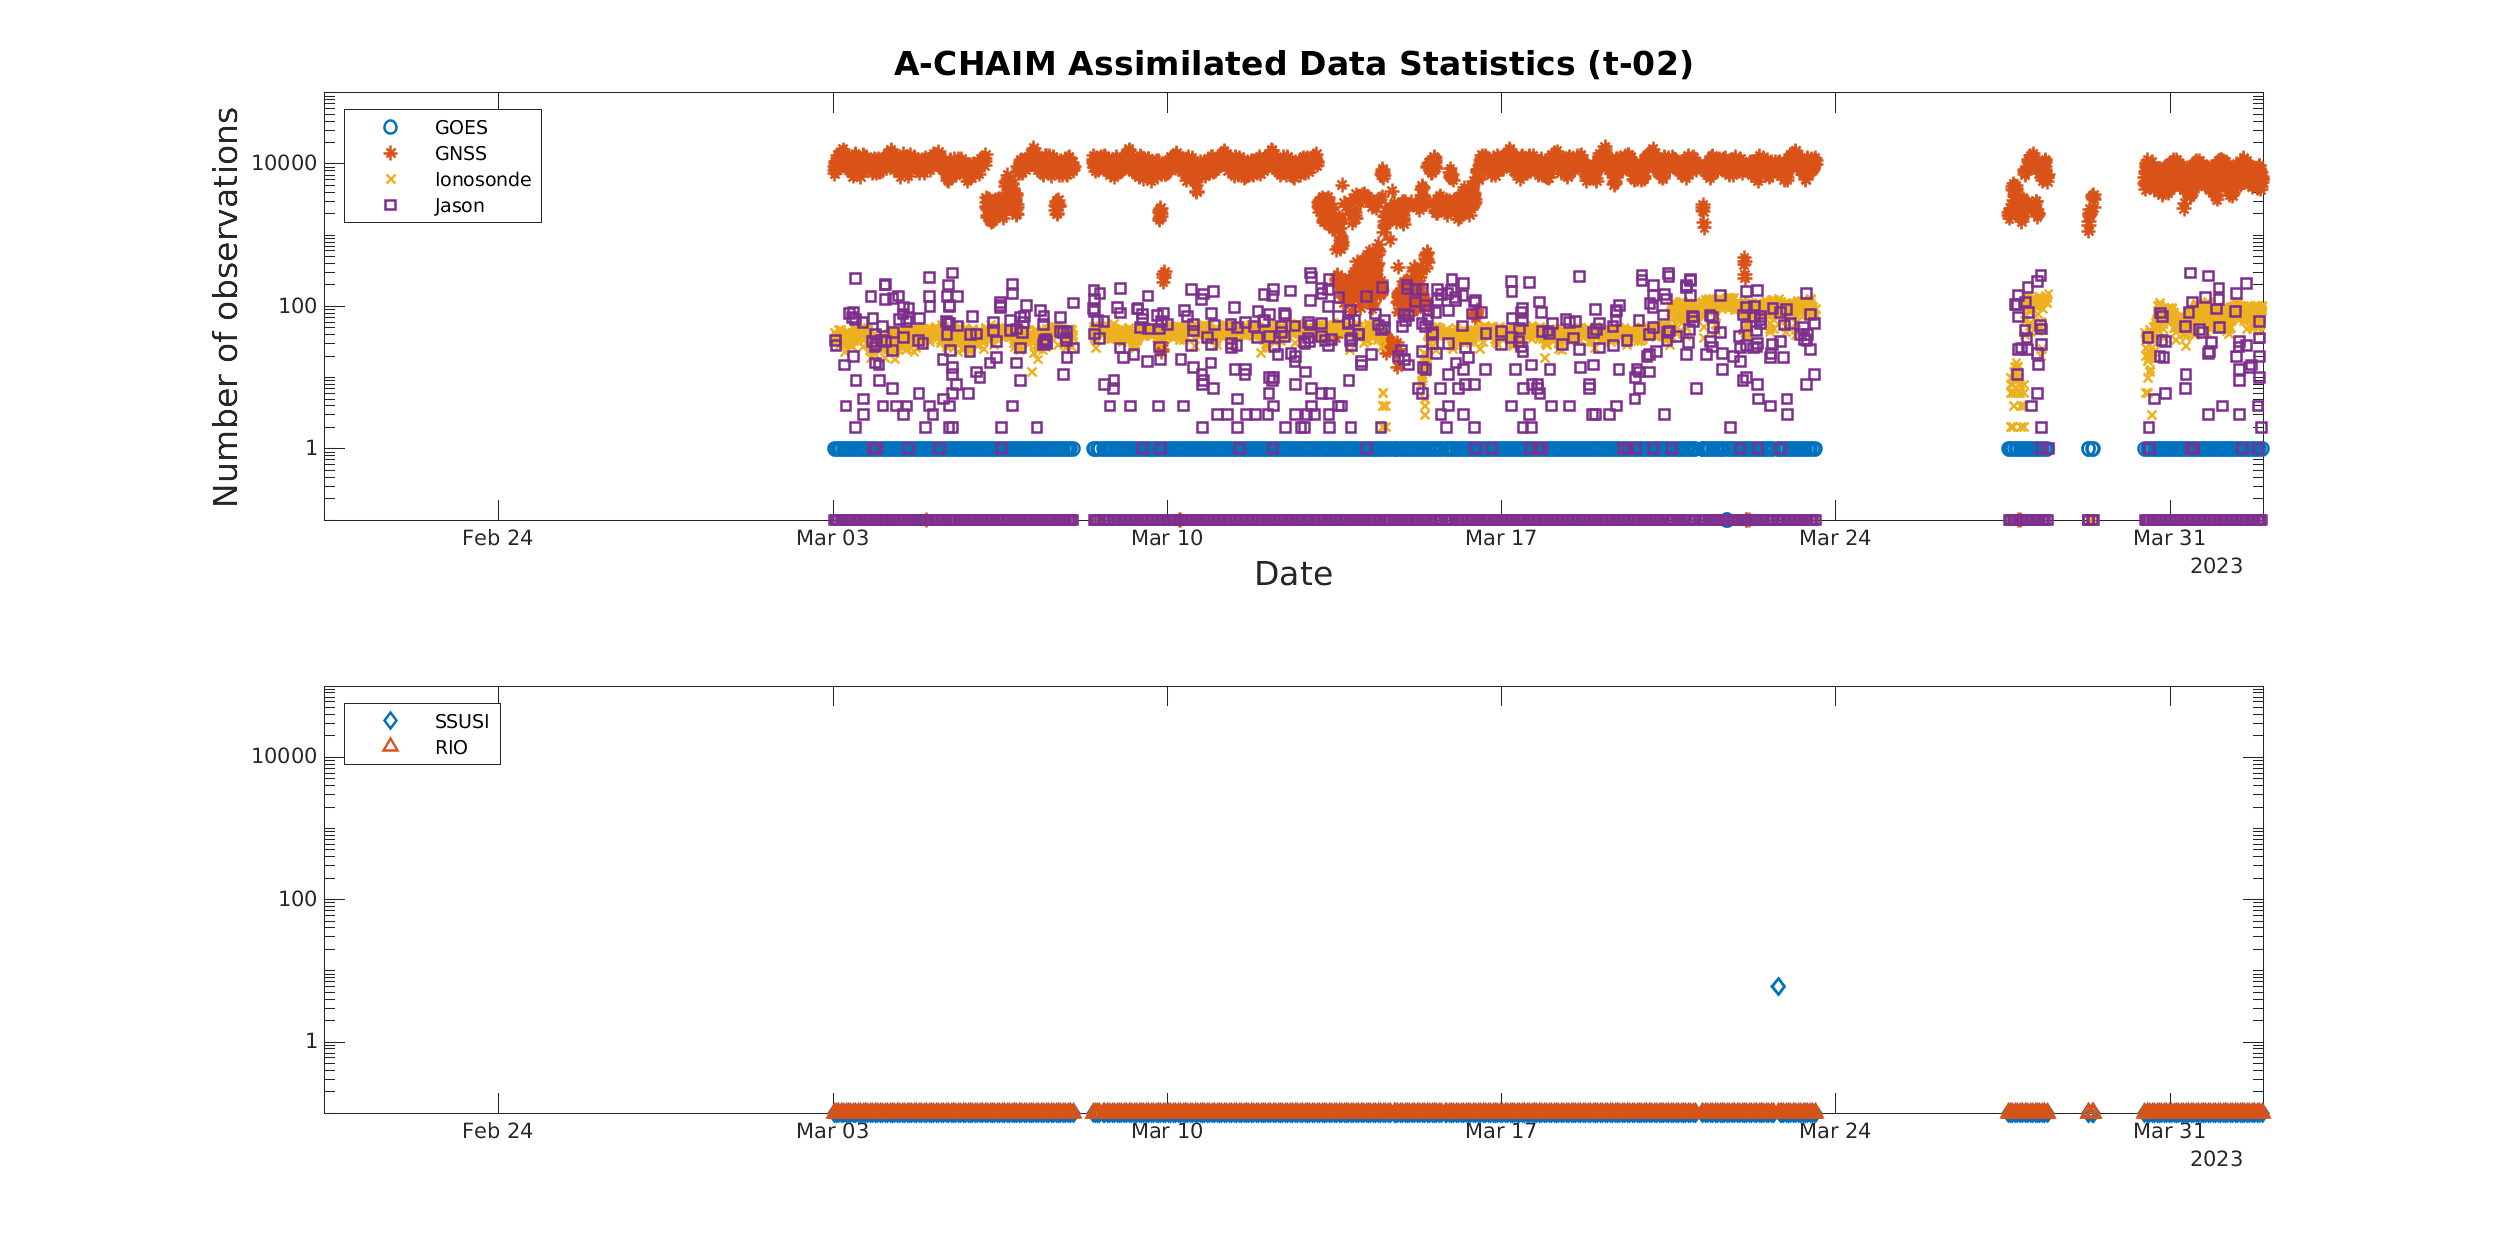 A-CHAIM Assimilated Data Statistics (t-02)
Number of observations
10000
100
1
GOES
GNSS
Ionosonde
Jason
Feb 24
Mar 03
Mar 10
Mar 17
Mar 24
Mar 31
2023
Date
10000
100
1
SSUSI
RIO
Feb 24
Mar 03
Mar 10
Mar 17
Mar 24
Mar 31
2023